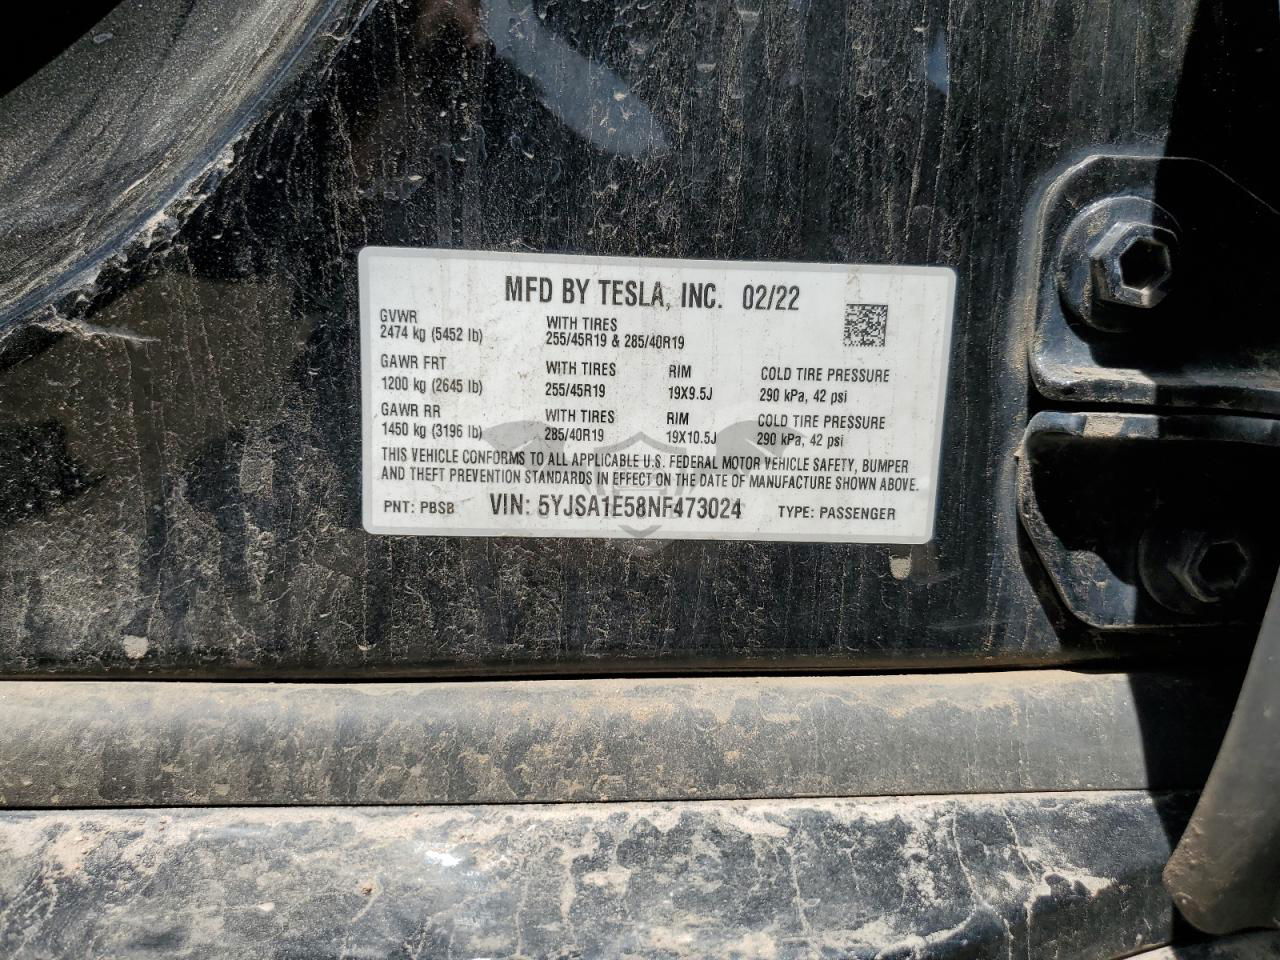 MFD BY TESLA, INC. 02/22
GVWR
2474 kg (5452 lb)
WITH TIRES
255/45R19 & 285/40R19
GAWR FRT
1200 kg (2645 lb)
WITH TIRES
255/45R19
RIM
19X9.5J
COLD TIRE PRESSURE
290 kPa, 42 psi
GAWR RR
1450 kg (3196 lb)
WITH TIRES
285/40R19
RIM
19X10.5J
COLD TIRE PRESSURE
290 kPa, 42 psi
THIS VEHICLE CONFORMS TO ALL APPLICABLE U.S. FEDERAL MOTOR VEHICLE SAFETY, BUMPER
AND THEFT PREVENTION STANDARDS IN EFFECT ON THE DATE OF MANUFACTURE SHOWN ABOVE.
PNT: PBSB VIN: 5YJSA1E58NF473024 TYPE: PASSENGER